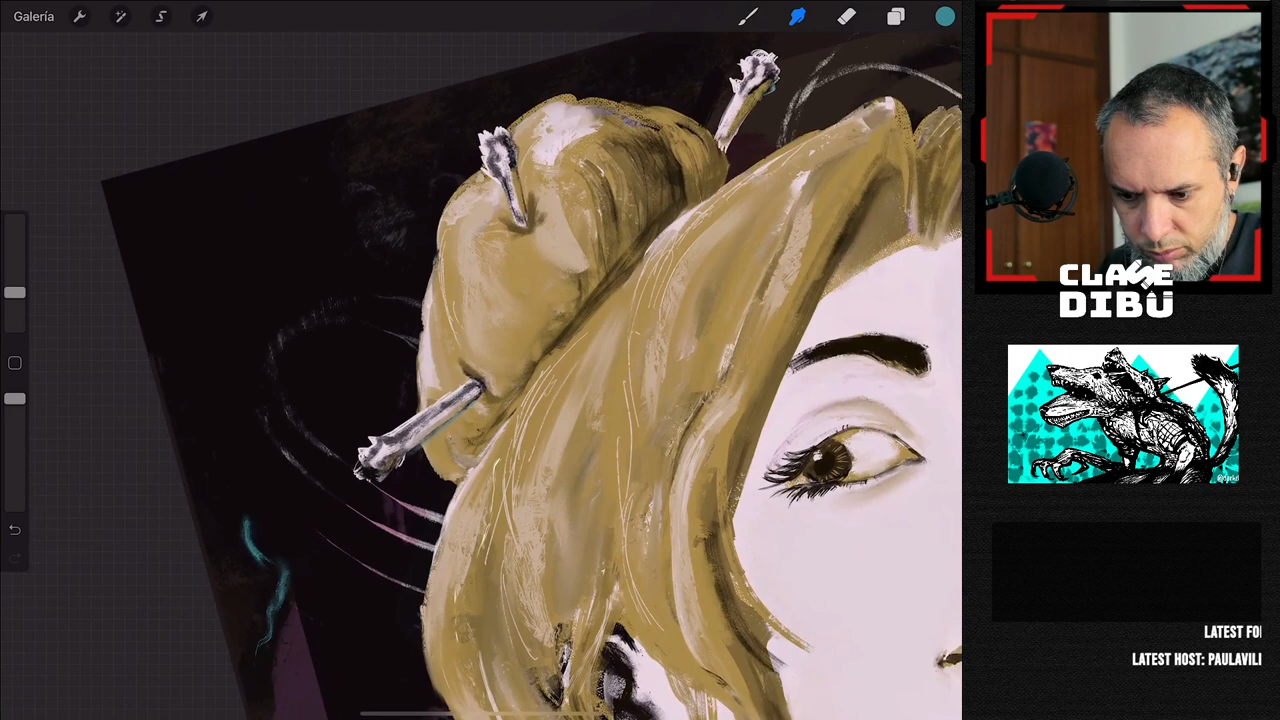 Galería
CLASE
DIBU
LATEST FO
LATEST HOST: PAULAVILI